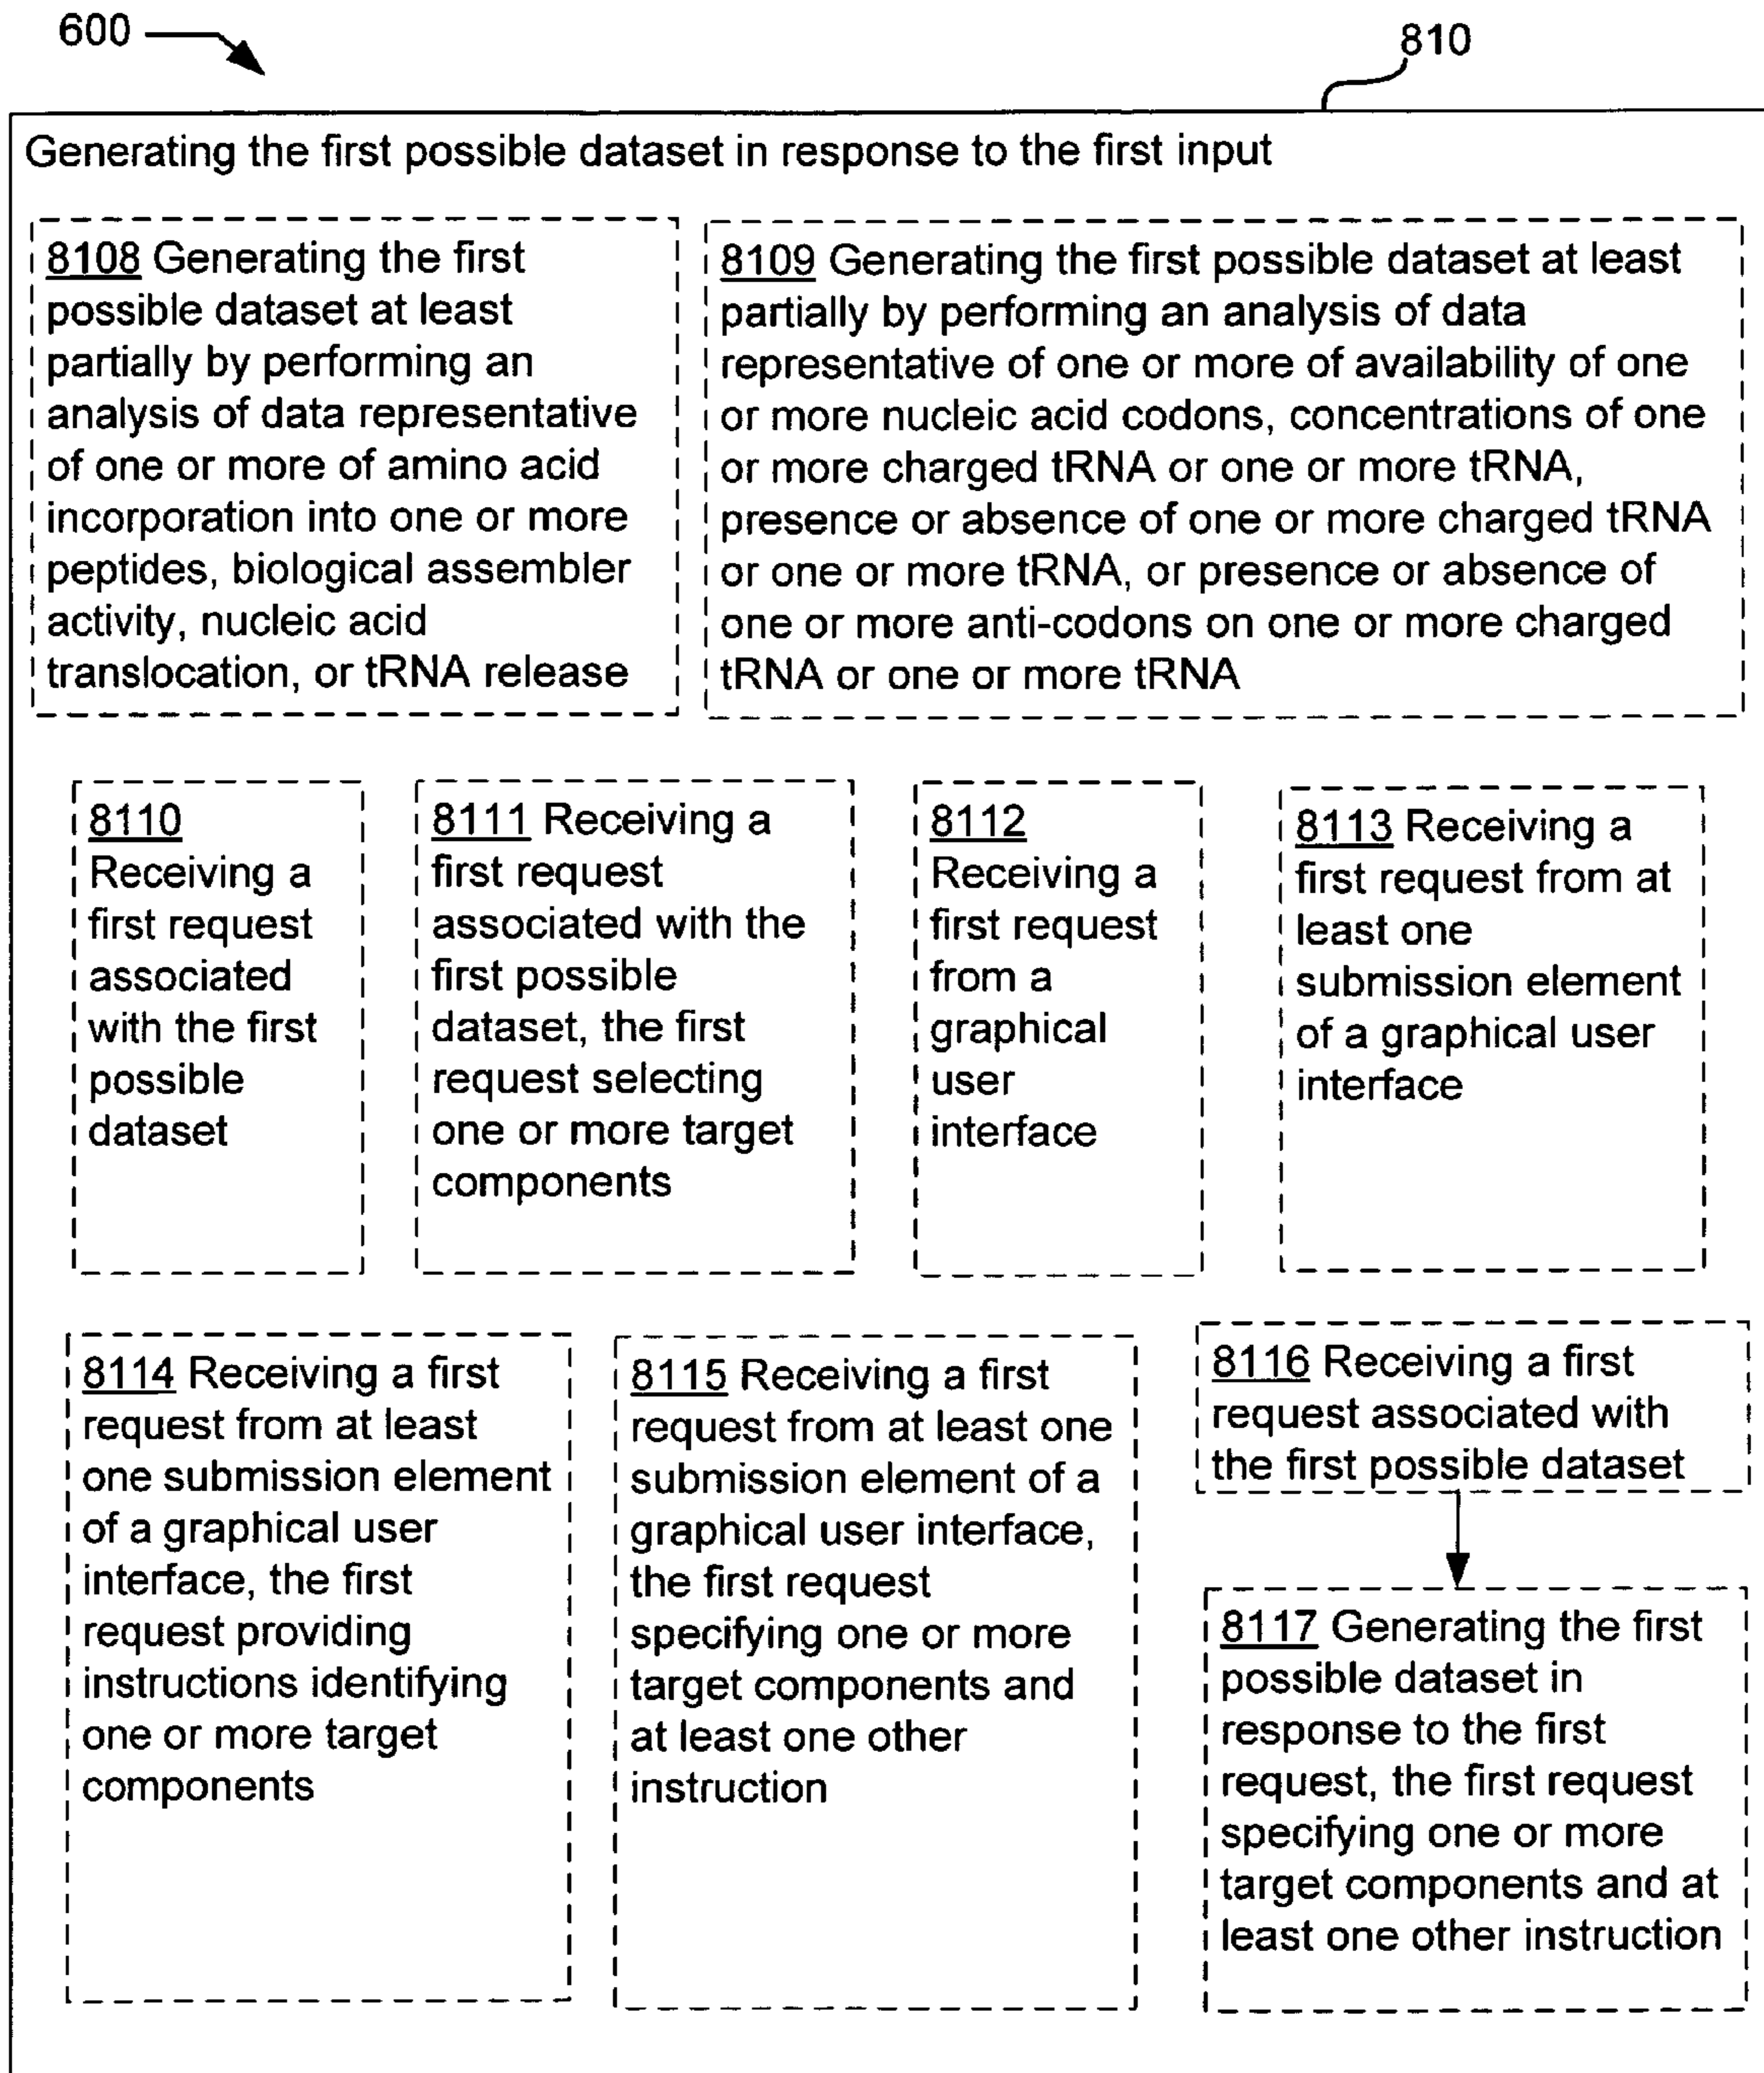 600
810
Generating the first possible dataset in response to the first input
8108 Generating the first
possible dataset at least
partially by performing an
analysis of data representative
of one or more of amino acid
incorporation into one or more
peptides, biological assembler
activity, nucleic acid
translocation, or tRNA release
8109 Generating the first possible dataset at least
partially by performing an analysis of data
representative of one or more of availability of one
or more nucleic acid codons, concentrations of one
or more charged tRNA or one or more tRNA,
presence or absence of one or more charged tRNA
or one or more tRNA, or presence or absence of
one or more anti-codons on one or more charged
tRNA or one or more tRNA
8110
Receiving a
first request
associated
with the first
possible
dataset
8111 Receiving a
first request
associated with the
first possible
dataset, the first
request selecting
one or more target
components
8112
Receiving a
first request
from a
graphical
user
interface
8113 Receiving a
first request from at
least one
submission element
of a graphical user
interface
8114 Receiving a first
request from at least
one submission element
of a graphical user
interface, the first
request providing
instructions identifying
one or more target
components
8115 Receiving a first
request from at least one
submission element of a
graphical user interface,
the first request
specifying one or more
target components and
at least one other
instruction
8116 Receiving a first
request associated with
the first possible dataset
8117 Generating the first
possible dataset in
response to the first
request, the first request
specifying one or more
target components and at
least one other instruction